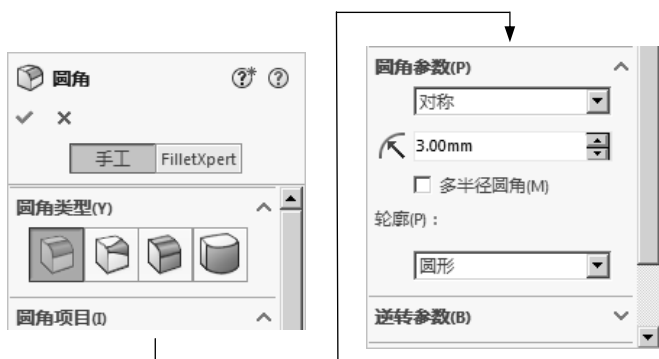 圆角
手工 FilletXpert
圆角类型(Y)
圆角项目(I)
圆角参数(P)
对称
3.00mm
多半径圆角(M)
轮廓(P)：
圆形
逆转参数(B)